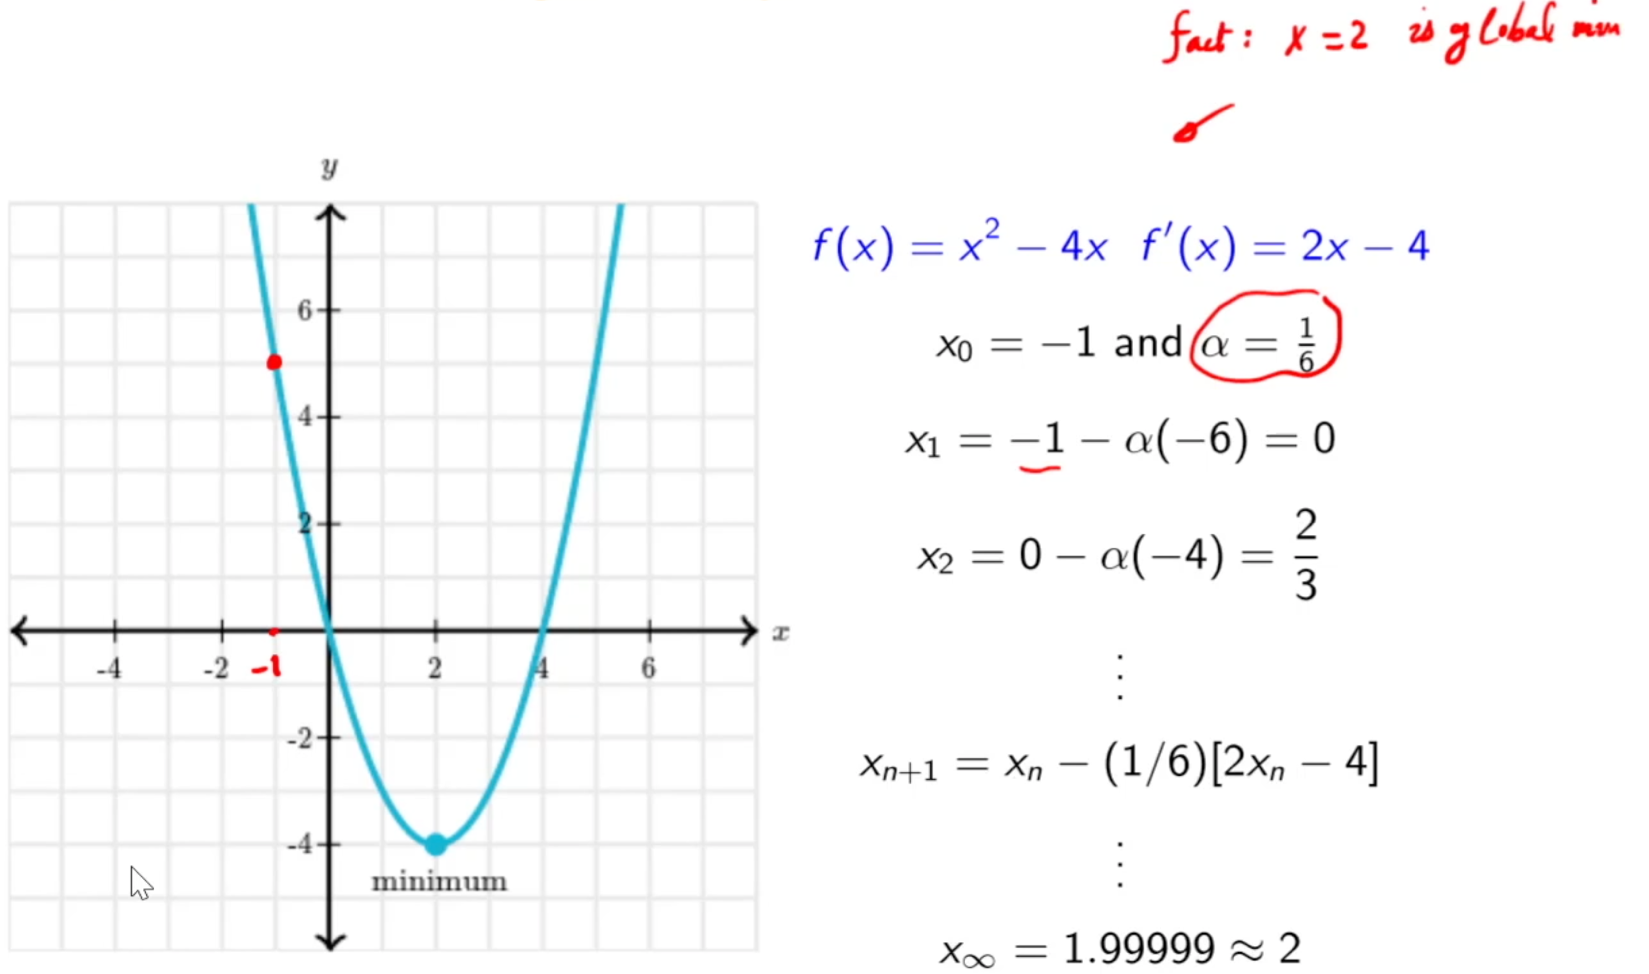 fact: x = 2 is global min
y
f(x) = x² − 4x f′(x) = 2x − 4
x₀ = −1 and α = 1/6
x₁ = −1 − α(−6) = 0
x₂ = 0 − α(−4) = 2/3
⋮
xₙ₊₁ = xₙ − (1/6)[2xₙ − 4]
⋮
x∞ = 1.99999 ≈ 2
6
4
2
x
-4 -2 -1 2 4 6
-2
-4
minimum